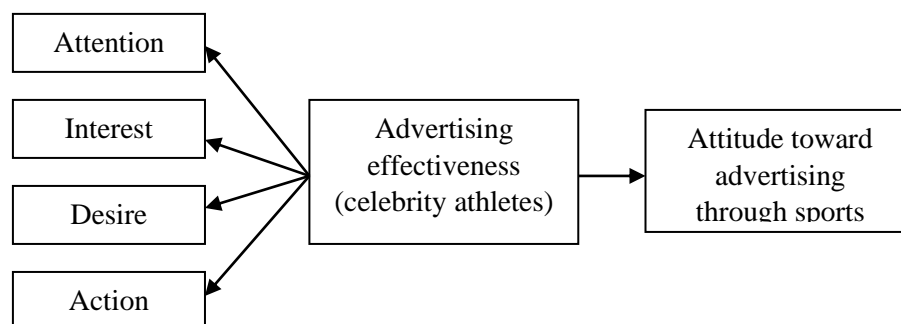 Attention
Interest
Desire
Action
Advertising
effectiveness
(celebrity athletes)
Attitude toward
advertising
through sports